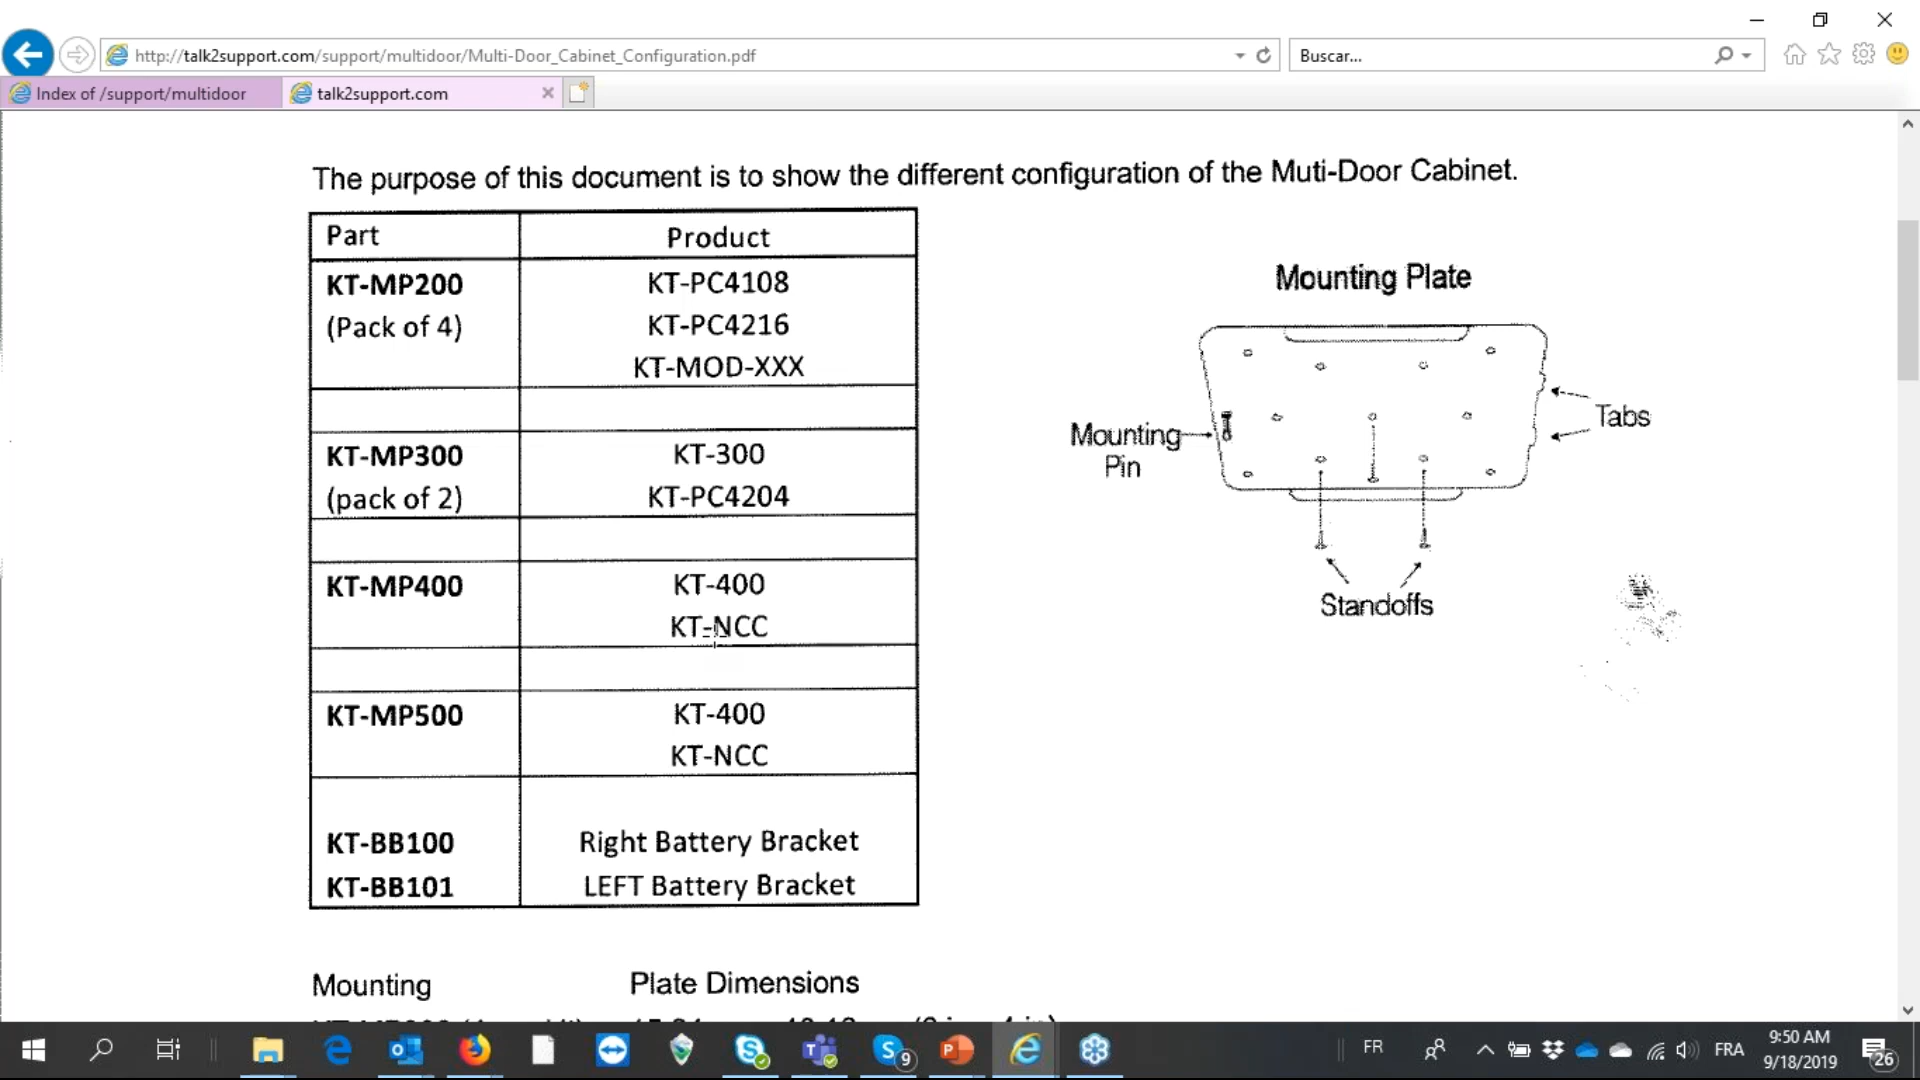 http://talk2support.com/support/multidoor/Multi-Door_Cabinet_Configuration.pdf
Buscar...
Index of /support/multidoor
talk2support.com
The purpose of this document is to show the different configuration of the Muti-Door Cabinet.
Part Product
KT-MP200 KT-PC4108
(Pack of 4) KT-PC4216
KT-MOD-XXX
KT-MP300 KT-300
(pack of 2) KT-PC4204
KT-MP400 KT-400
KT-NCC
KT-MP500 KT-400
KT-NCC
KT-BB100 Right Battery Bracket
KT-BB101 LEFT Battery Bracket
Mounting Plate
Mounting
Pin
Tabs
Standoffs
Mounting Plate Dimensions
FR
FRA
9:50 AM
9/18/2019
9
26